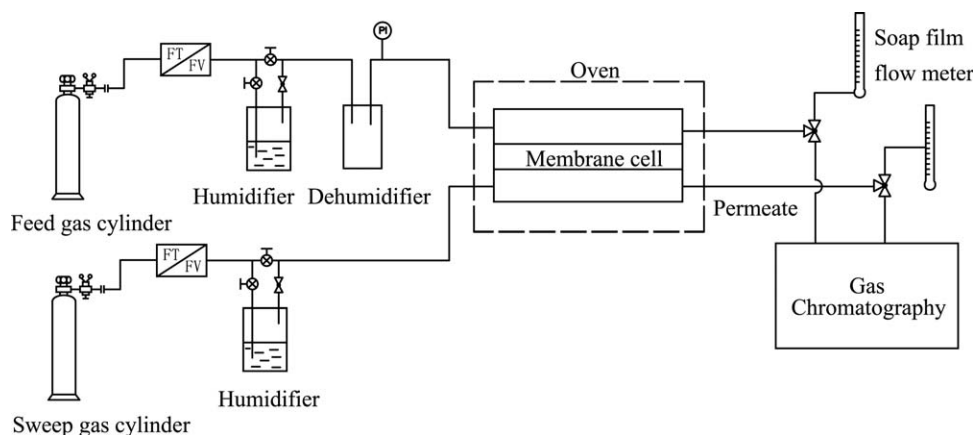 PI
Soap film
flow meter
FT
FV
Oven
Membrane cell
Humidifier
Dehumidifier
Feed gas cylinder
Permeate
FT
FV
Gas
Chromatography
Humidifier
Sweep gas cylinder